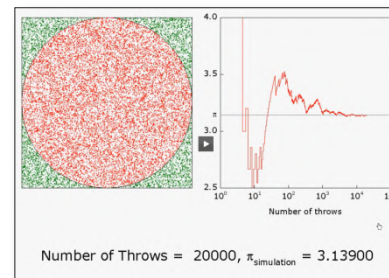 4.0
3.5
π
3.0
2.5
10⁰ 10¹ 10² 10³ 10⁴
Number of throws
Number of Throws = 20000, π_simulation = 3.13900